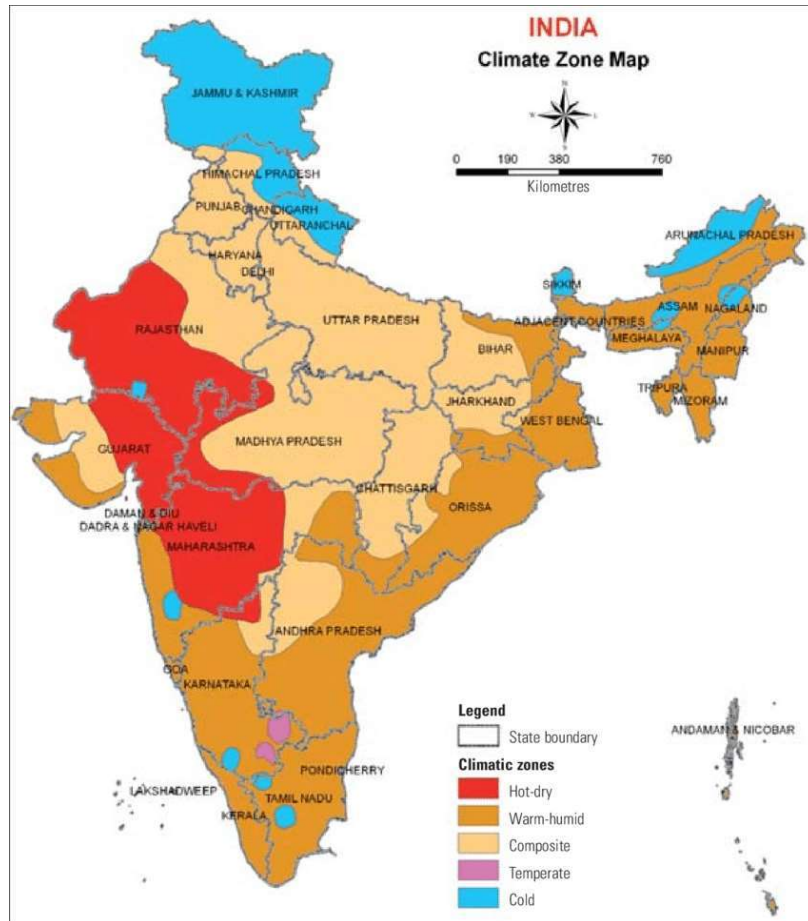 INDIA
Climate Zone Map
N
W
E
S
0 190 380 760
Kilometres
JAMMU & KASHMIR
HIMACHAL PRADESH
PUNJAB
CHANDIGARH
UTTARANCHAL
HARYANA
DELHI
ARUNACHAL PRADESH
SIKKIM
ASSAM
NAGALAND
ADJACENT COUNTRIES
MEGHALAYA
MANIPUR
TRIPURA
MIZORAM
RAJASTHAN
UTTAR PRADESH
BIHAR
JHARKHAND
WEST BENGAL
GUJARAT
MADHYA PRADESH
CHATTISGARH
ORISSA
DAMAN & DIU
DADRA & NAGAR HAVELI
MAHARASHTRA
ANDHRA PRADESH
GOA
KARNATAKA
PONDICHERRY
LAKSHADWEEP
TAMIL NADU
KERALA
ANDAMAN & NICOBAR
Legend
State boundary
Climatic zones
Hot-dry
Warm-humid
Composite
Temperate
Cold